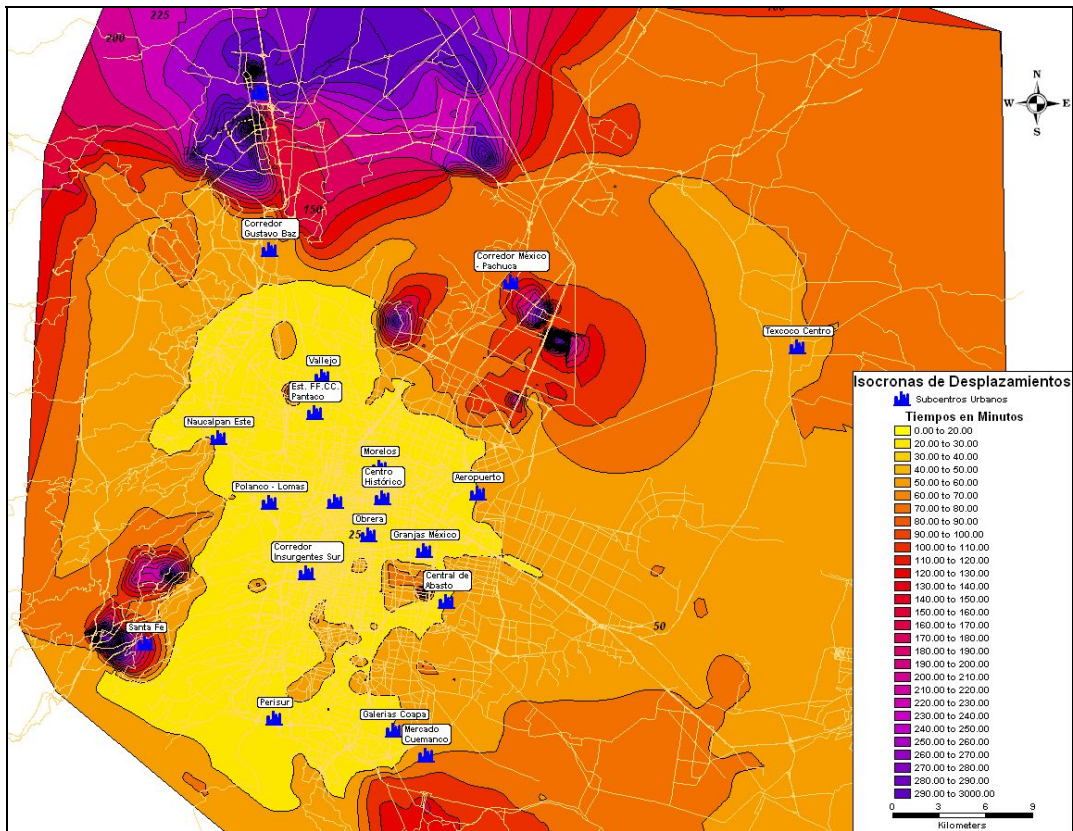 225
200
100
N
W E
S
150
Corredor
Gustavo Baz
Corredor México
- Pachuca
Texcoco Centro
Vallejo
Est. FF.CC.
Pantaco
Naucalpan Este
Morelos
Centro
Histórico
Polanco - Lomas
Aeropuerto
Obrera
25
Granjas México
Corredor
Insurgentes Sur
Central de
Abasto
50
Santa Fe
Perisur
Galerias Coapa
Mercado
Cuemanco
Isocronas de Desplazamientos
Subcentros Urbanos
Tiempos en Minutos
0.00 to 20.00
20.00 to 30.00
30.00 to 40.00
40.00 to 50.00
50.00 to 60.00
60.00 to 70.00
70.00 to 80.00
80.00 to 90.00
90.00 to 100.00
100.00 to 110.00
110.00 to 120.00
120.00 to 130.00
130.00 to 140.00
140.00 to 150.00
150.00 to 160.00
160.00 to 170.00
170.00 to 180.00
180.00 to 190.00
190.00 to 200.00
200.00 to 210.00
210.00 to 220.00
220.00 to 230.00
230.00 to 240.00
240.00 to 250.00
250.00 to 260.00
260.00 to 270.00
270.00 to 280.00
280.00 to 290.00
290.00 to 3000.00
0 3 6 9
Kilometers